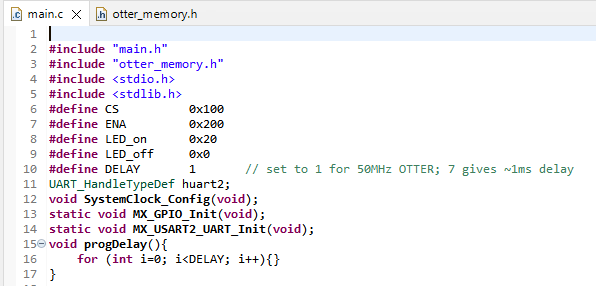 main.c otter_memory.h
1
2 #include "main.h"
3 #include "otter_memory.h"
4 #include <stdio.h>
5 #include <stdlib.h>
6 #define CS 0x100
7 #define ENA 0x200
8 #define LED_on 0x20
9 #define LED_off 0x0
10 #define DELAY 1 // set to 1 for 50MHz OTTER; 7 gives ~1ms delay
11 UART_HandleTypeDef huart2;
12 void SystemClock_Config(void);
13 static void MX_GPIO_Init(void);
14 static void MX_USART2_UART_Init(void);
15 void progDelay(){
16 for (int i=0; i<DELAY; i++){}
17 }